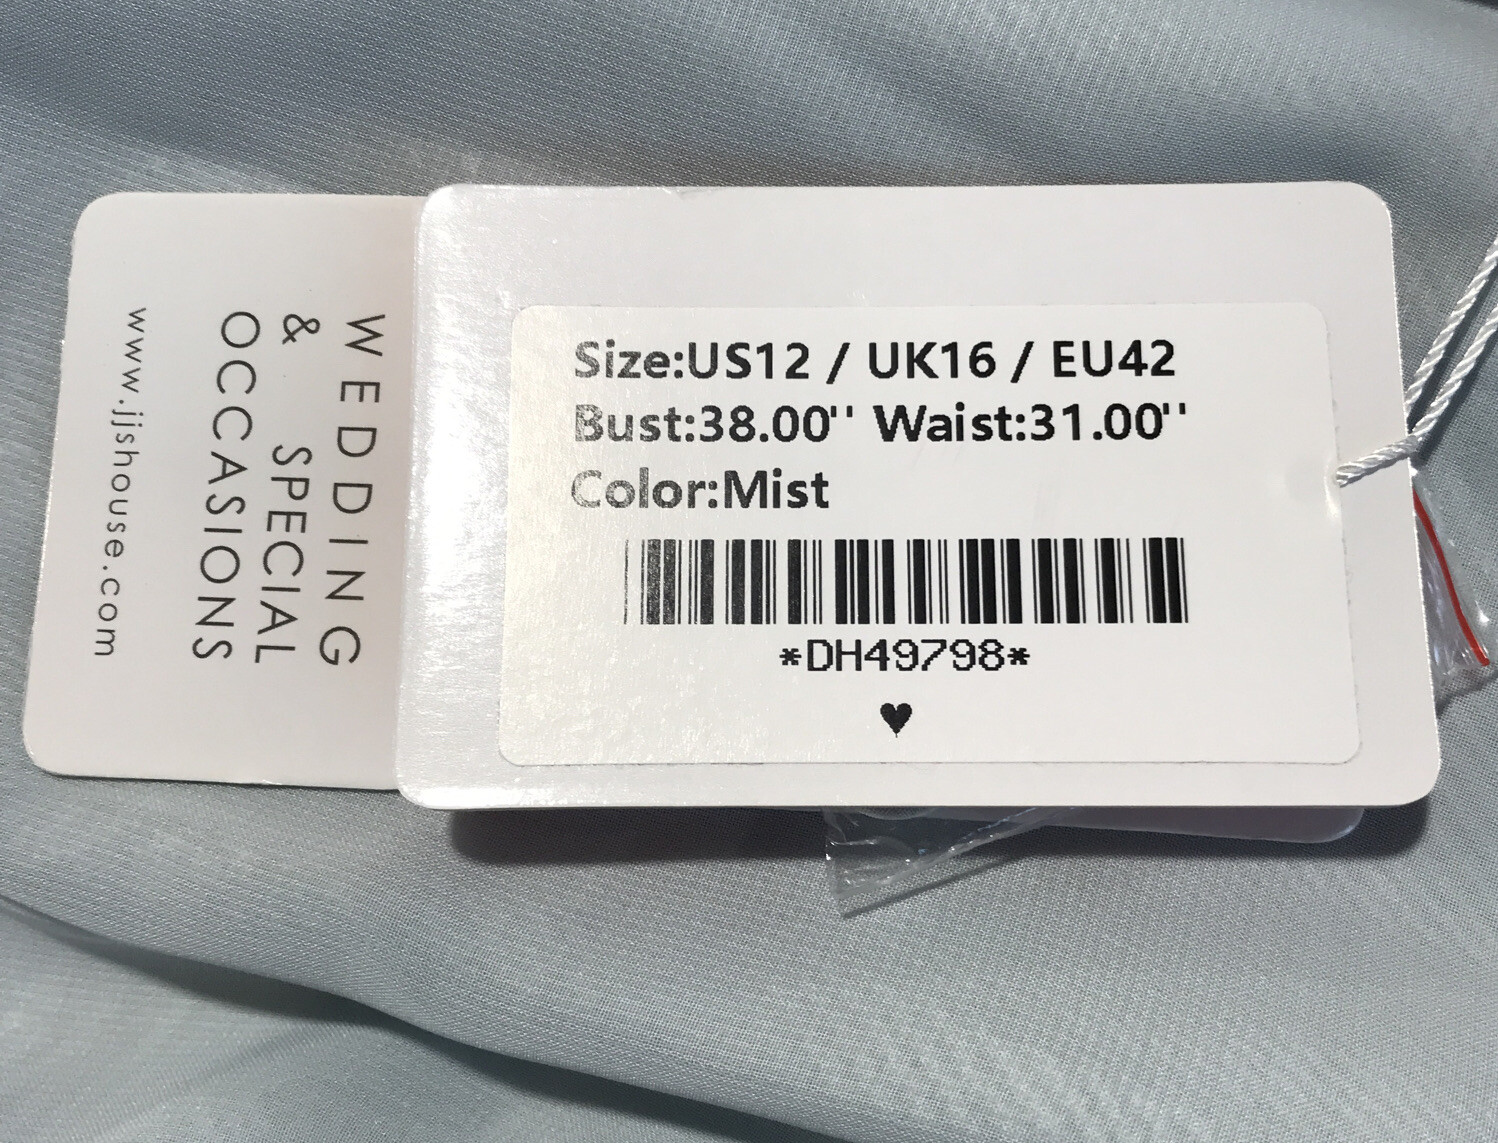 WEDDING
& SPECIAL
OCCASIONS
www.jjshouse.com
Size:US12 / UK16 / EU42
Bust:38.00'' Waist:31.00''
Color:Mist
*DH49798*